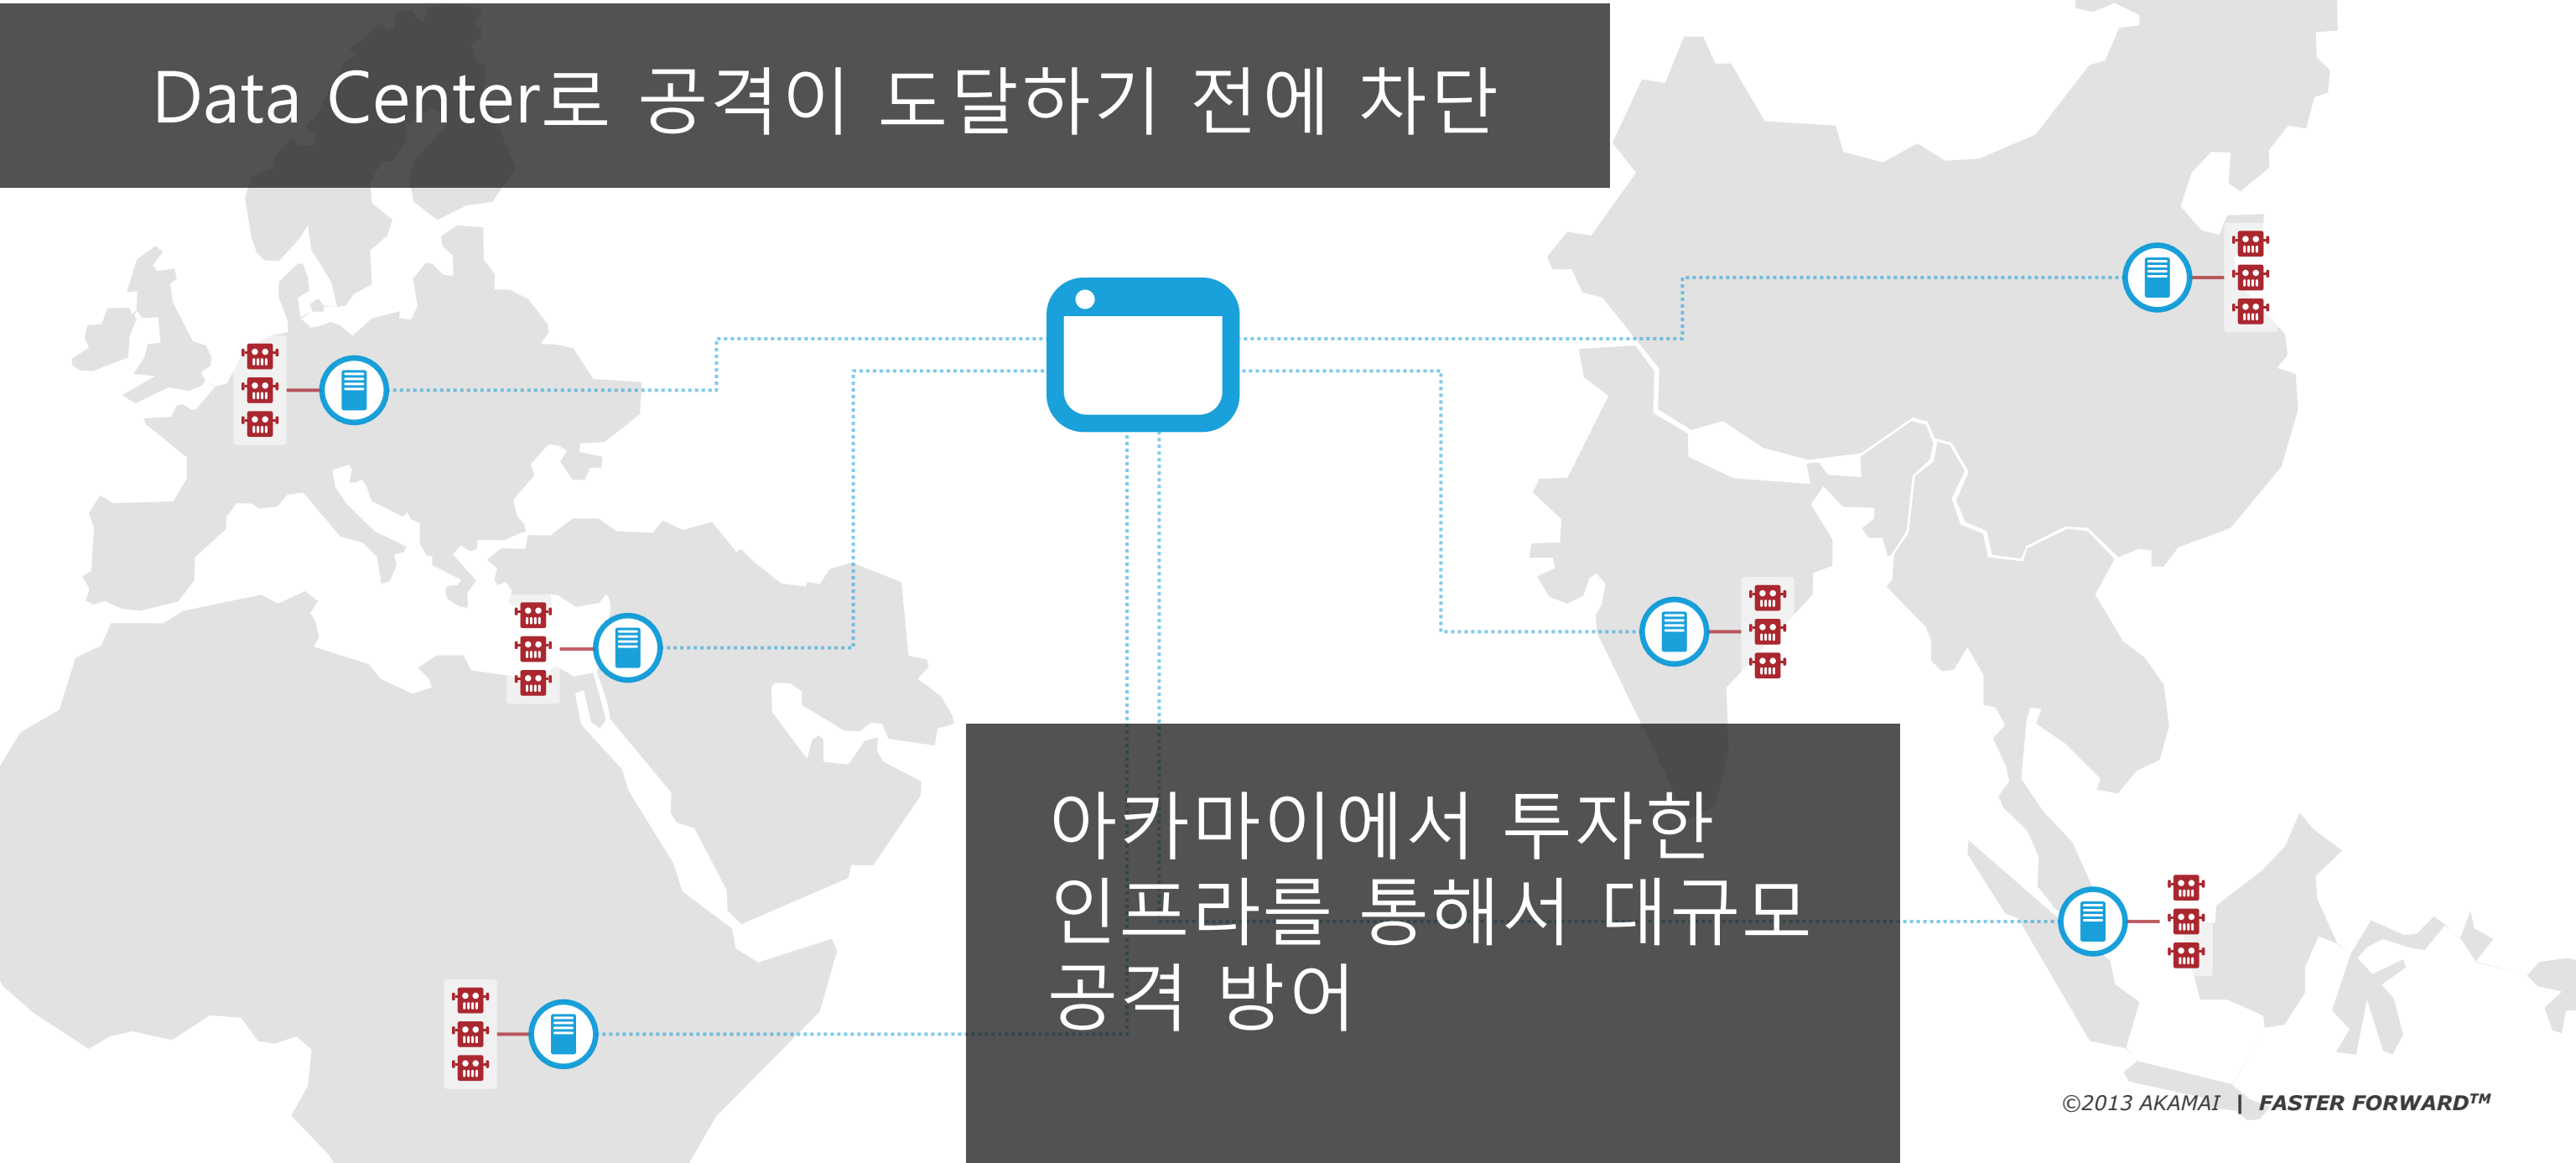 Data Center로 공격이 도달하기 전에 차단
아카마이에서 투자한
인프라를 통해서 대규모
공격 방어
©2013 AKAMAI | FASTER FORWARD™